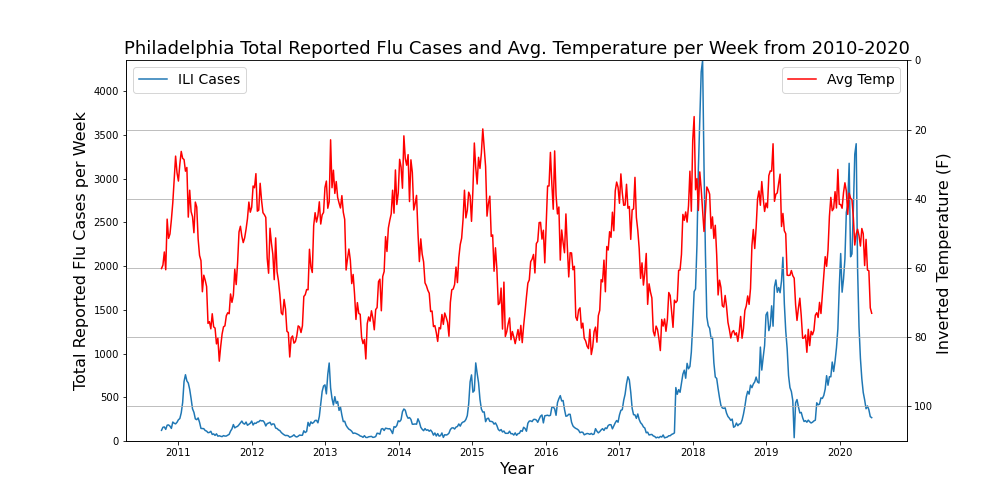 Philadelphia Total Reported Flu Cases and Avg. Temperature per Week from 2010-2020
ILI Cases
Avg Temp
Total Reported Flu Cases per Week
4000
3500
3000
2500
2000
1500
1000
500
0
0
20
40
60
80
100
Inverted Temperature (F)
2011 2012 2013 2014 2015 2016 2017 2018 2019 2020
Year